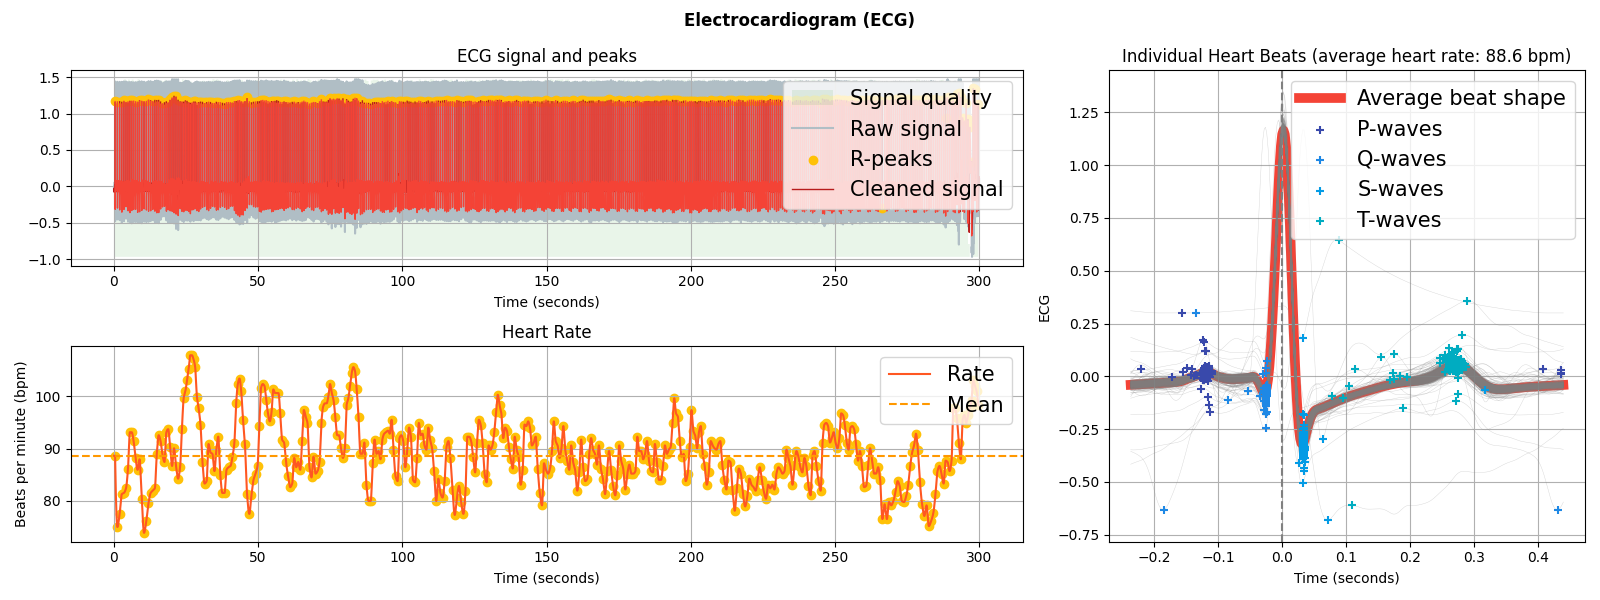 Electrocardiogram (ECG)
ECG signal and peaks
1.5
1.0
0.5
0.0
−0.5
−1.0
Signal quality
Raw signal
R-peaks
Cleaned signal
0 50 100 150 200 250 300
Time (seconds)
Heart Rate
Beats per minute (bpm)
100
90
80
Rate
Mean
0 50 100 150 200 250 300
Time (seconds)
Individual Heart Beats (average heart rate: 88.6 bpm)
ECG
1.25
1.00
0.75
0.50
0.25
0.00
−0.25
−0.50
−0.75
Average beat shape
P-waves
Q-waves
S-waves
T-waves
−0.2 −0.1 0.0 0.1 0.2 0.3 0.4
Time (seconds)